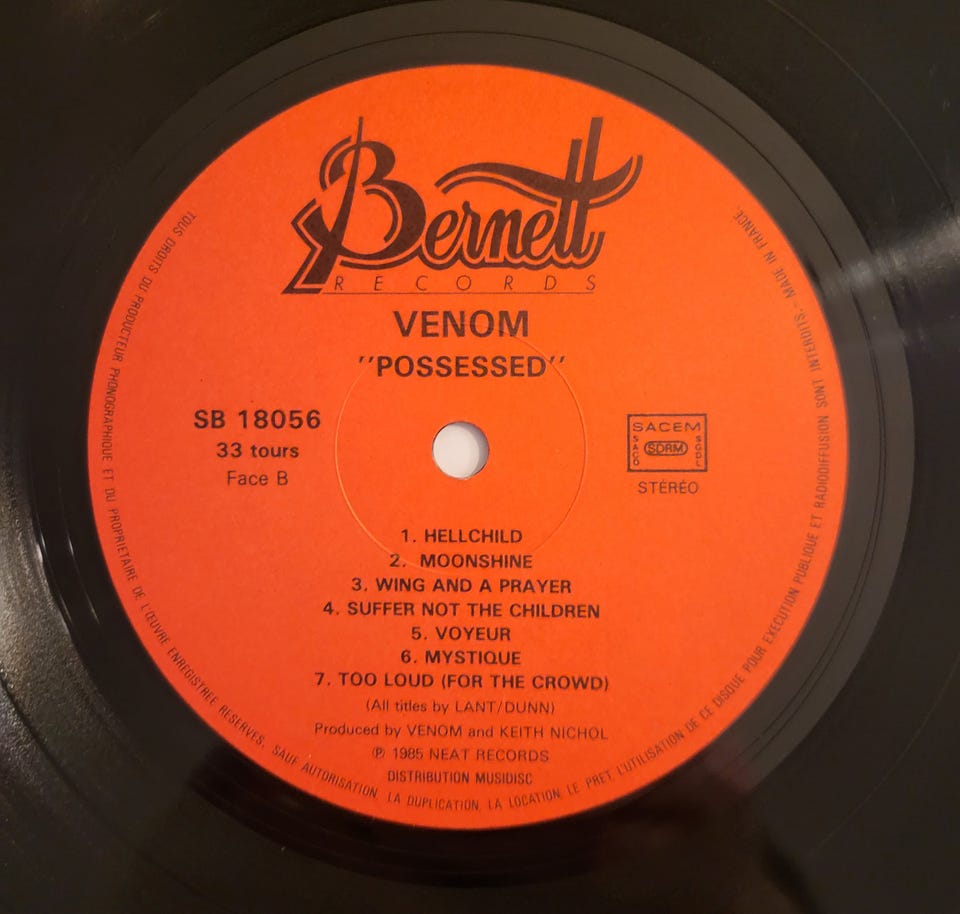 Bernett
RECORDS
VENOM
"POSSESSED"
SB 18056
33 tours
Face B
SACEM
SACD
SDRM
SGDL
STÉRÉO
1. HELLCHILD
2. MOONSHINE
3. WING AND A PRAYER
4. SUFFER NOT THE CHILDREN
5. VOYEUR
6. MYSTIQUE
7. TOO LOUD (FOR THE CROWD)
(All titles by LANT/DUNN)
Produced by VENOM and KEITH NICHOL
℗ 1985 NEAT RECORDS
DISTRIBUTION MUSIDISC
TOUS DROITS DU PRODUCTEUR PHONOGRAPHIQUE ET DU PROPRIETAIRE DE L'ŒUVRE ENREGISTREE RESERVES. SAUF AUTORISATION, LA DUPLICATION, LA LOCATION, LE PRET, L'UTILISATION DE CE DISQUE POUR EXECUTION PUBLIQUE ET RADIODIFFUSION SONT INTERDITS. - MADE IN FRANCE.